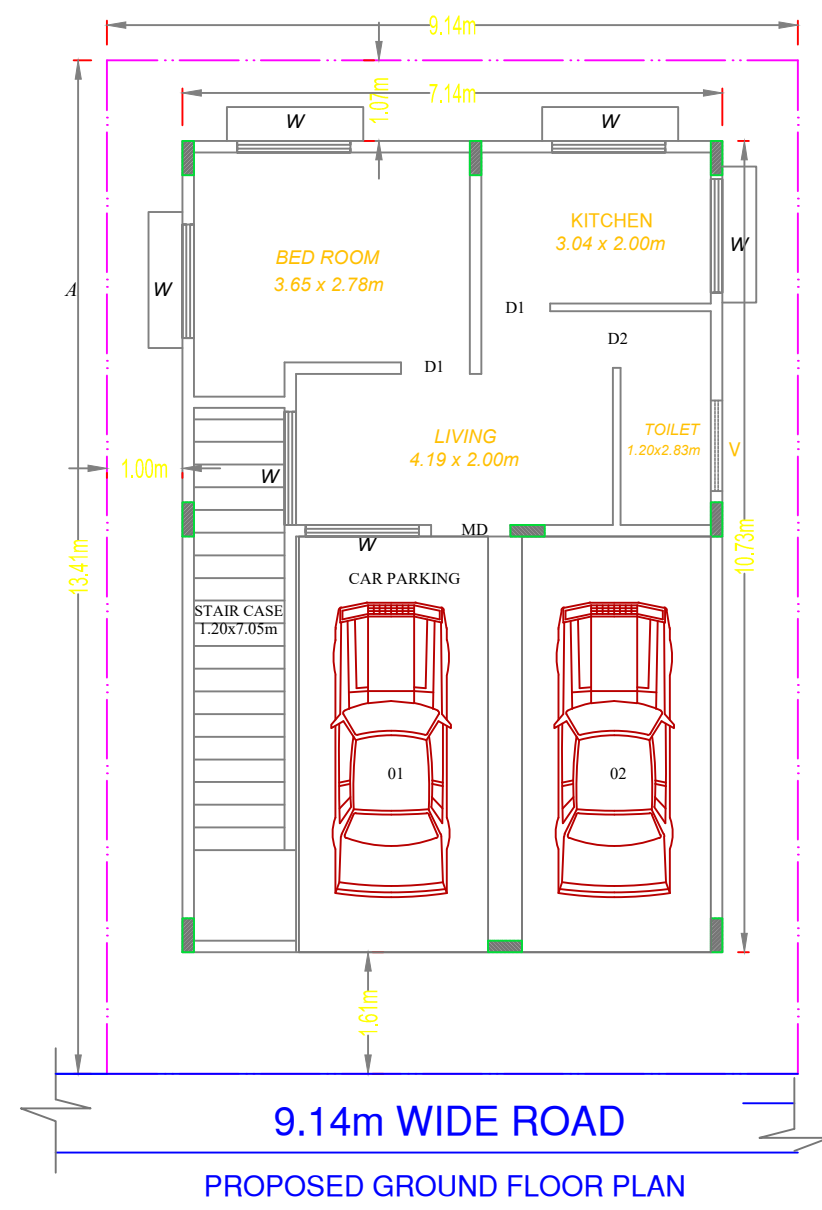 9.14m
1.07m
7.14m
W
W
KITCHEN
3.04 x 2.00m
W
BED ROOM
3.65 x 2.78m
A
W
D1
D2
D1
TOILET
1.20x2.83m
V
LIVING
4.19 x 2.00m
1.00m
W
MD
W
13.41m
10.73m
CAR PARKING
STAIR CASE
1.20x7.05m
01
02
1.61m
9.14m WIDE ROAD
PROPOSED GROUND FLOOR PLAN